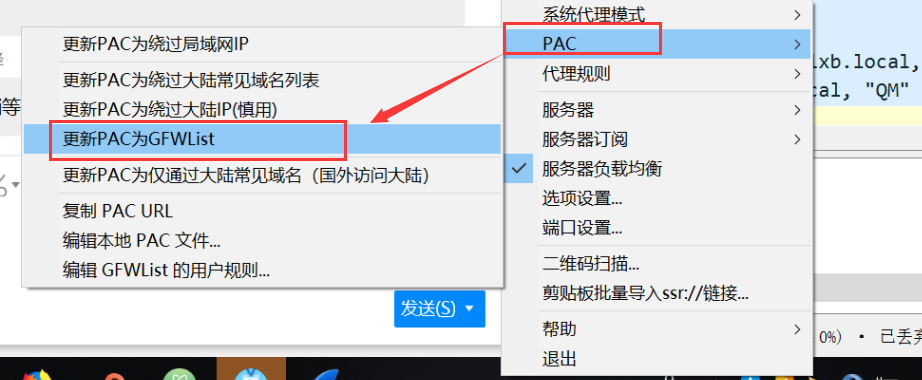 更新PAC为绕过局域网IP
更新PAC为绕过大陆常见域名列表
更新PAC为绕过大陆IP(慎用)
更新PAC为GFWList
更新PAC为仅通过大陆常见域名（国外访问大陆）
复制 PAC URL
编辑本地 PAC 文件...
编辑 GFWList 的用户规则...
系统代理模式
PAC
代理规则
服务器
服务器订阅
服务器负载均衡
选项设置...
端口设置...
二维码扫描...
剪贴板批量导入ssr://链接...
帮助
退出
等
%
发送(S)
lxb.local,
cal, "QM"
0%) • 已丢弃